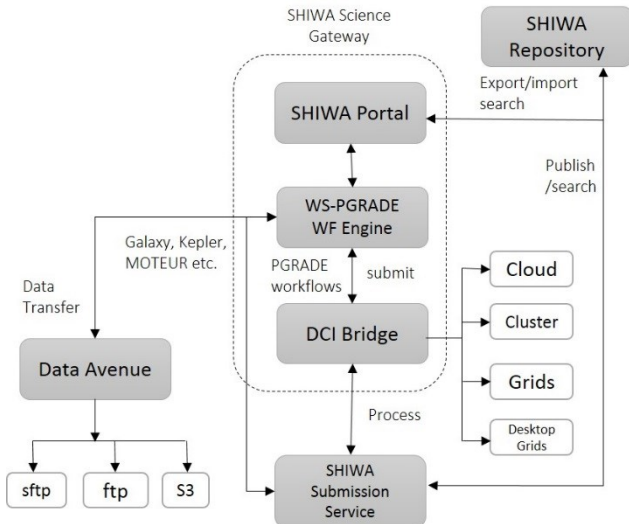 SHIWA Science
Gateway
SHIWA
Repository
Export/import
search
SHIWA Portal
Publish
/search
WS-PGRADE
WF Engine
Galaxy, Kepler,
MOTEUR etc.
PGRADE
workflows
submit
Data
Transfer
Cloud
DCI Bridge
Cluster
Data Avenue
Grids
Process
Desktop
Grids
sftp
ftp
S3
SHIWA
Submission
Service